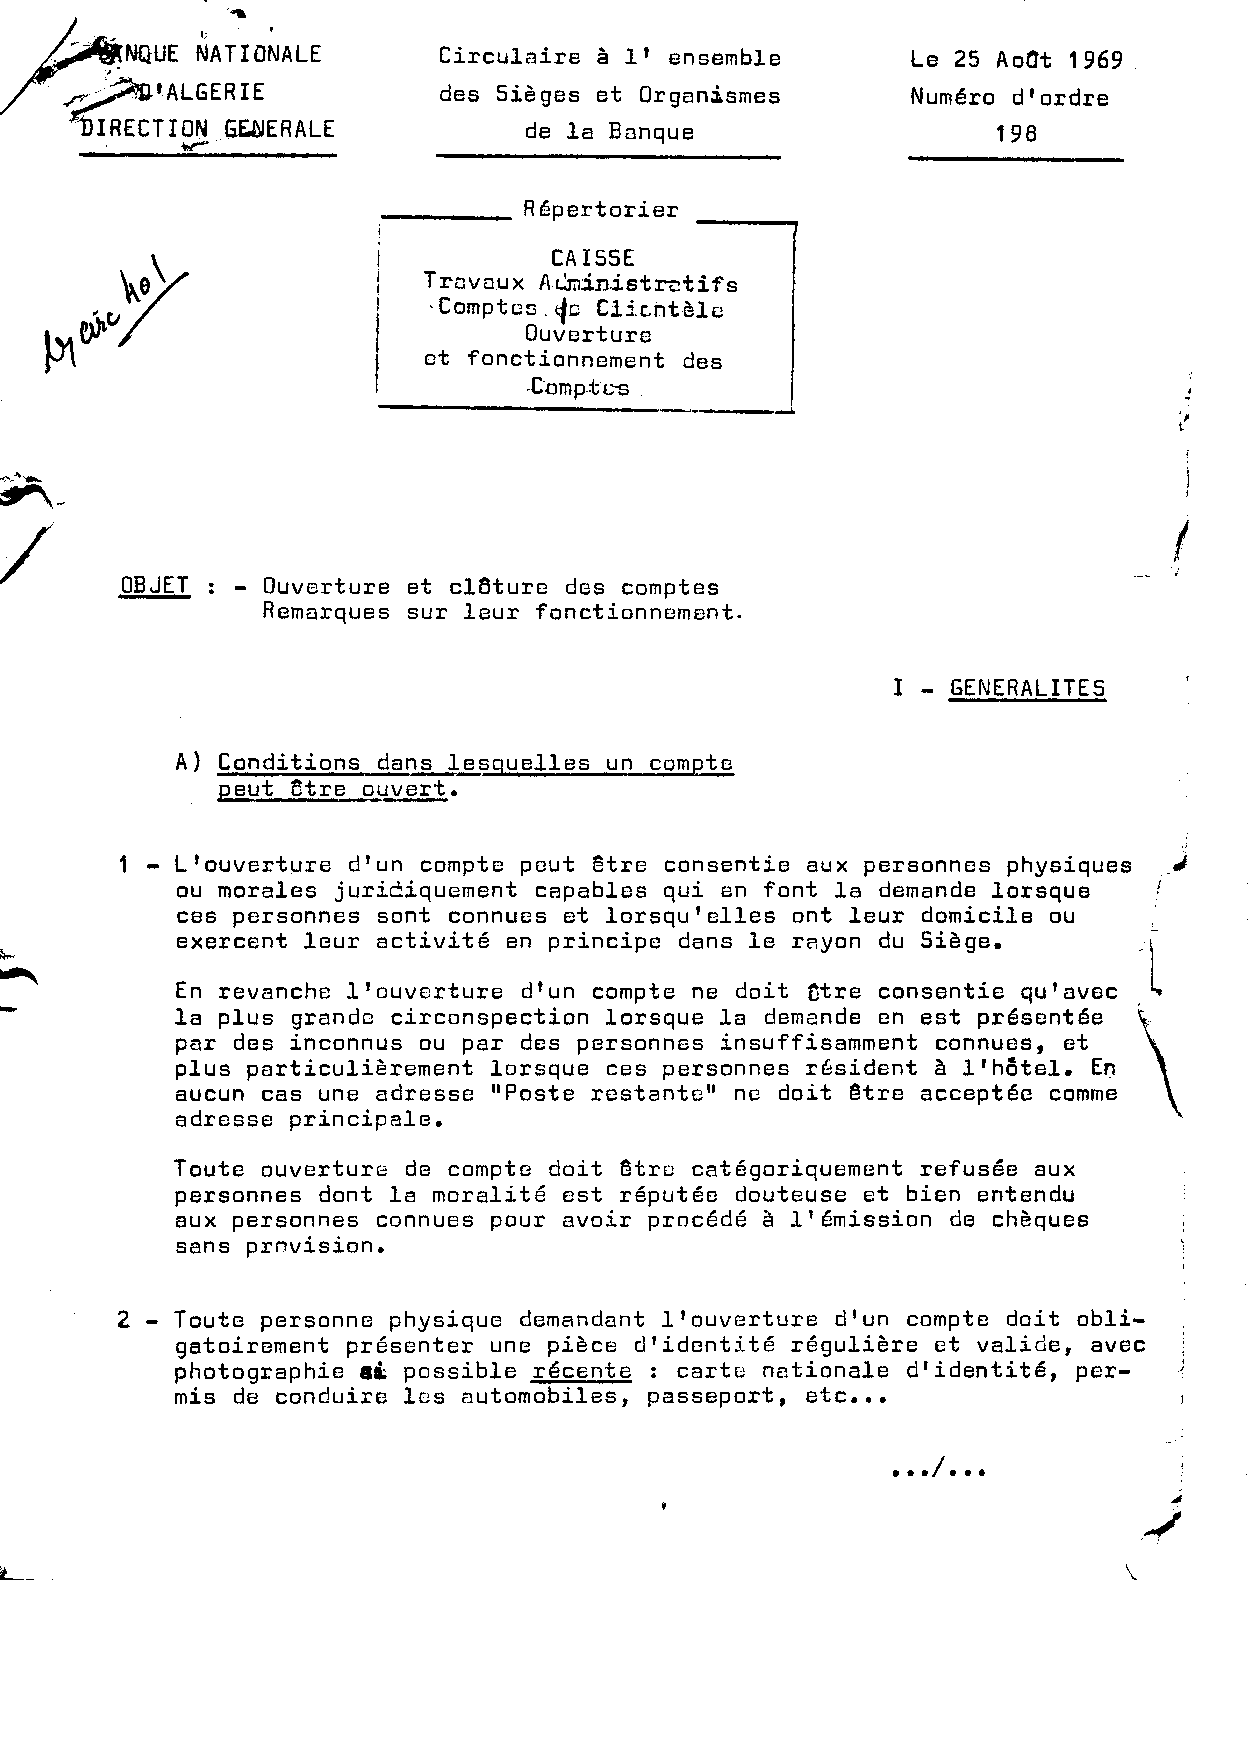 BANQUE NATIONALE
D'ALGERIE
DIRECTION GENERALE
Circulaire à l' ensemble
des Sièges et Organismes
de la Banque
Le 25 Août 1969
Numéro d'ordre
198
Répertorier
CAISSE
Travaux Administratifs
Comptes de Clientèle
Ouverture
et fonctionnement des
Comptes
circ 401
OBJET : - Ouverture et clôture des comptes
Remarques sur leur fonctionnement.
I - GENERALITES
A) Conditions dans lesquelles un compte
peut être ouvert.
1 - L'ouverture d'un compte peut être consentie aux personnes physiques
ou morales juridiquement capables qui en font la demande lorsque
ces personnes sont connues et lorsqu'elles ont leur domicile ou
exercent leur activité en principe dans le rayon du Siège.
En revanche l'ouverture d'un compte ne doit être consentie qu'avec
la plus grande circonspection lorsque la demande en est présentée
par des inconnus ou par des personnes insuffisamment connues, et
plus particulièrement lorsque ces personnes résident à l'hôtel. En
aucun cas une adresse "Poste restante" ne doit être acceptée comme
adresse principale.
Toute ouverture de compte doit être catégoriquement refusée aux
personnes dont la moralité est réputée douteuse et bien entendu
aux personnes connues pour avoir procédé à l'émission de chèques
sans provision.
2 - Toute personne physique demandant l'ouverture d'un compte doit obli-
gatoirement présenter une pièce d'identité régulière et valide, avec
photographie si possible récente : carte nationale d'identité, per-
mis de conduire les automobiles, passeport, etc...
.../...